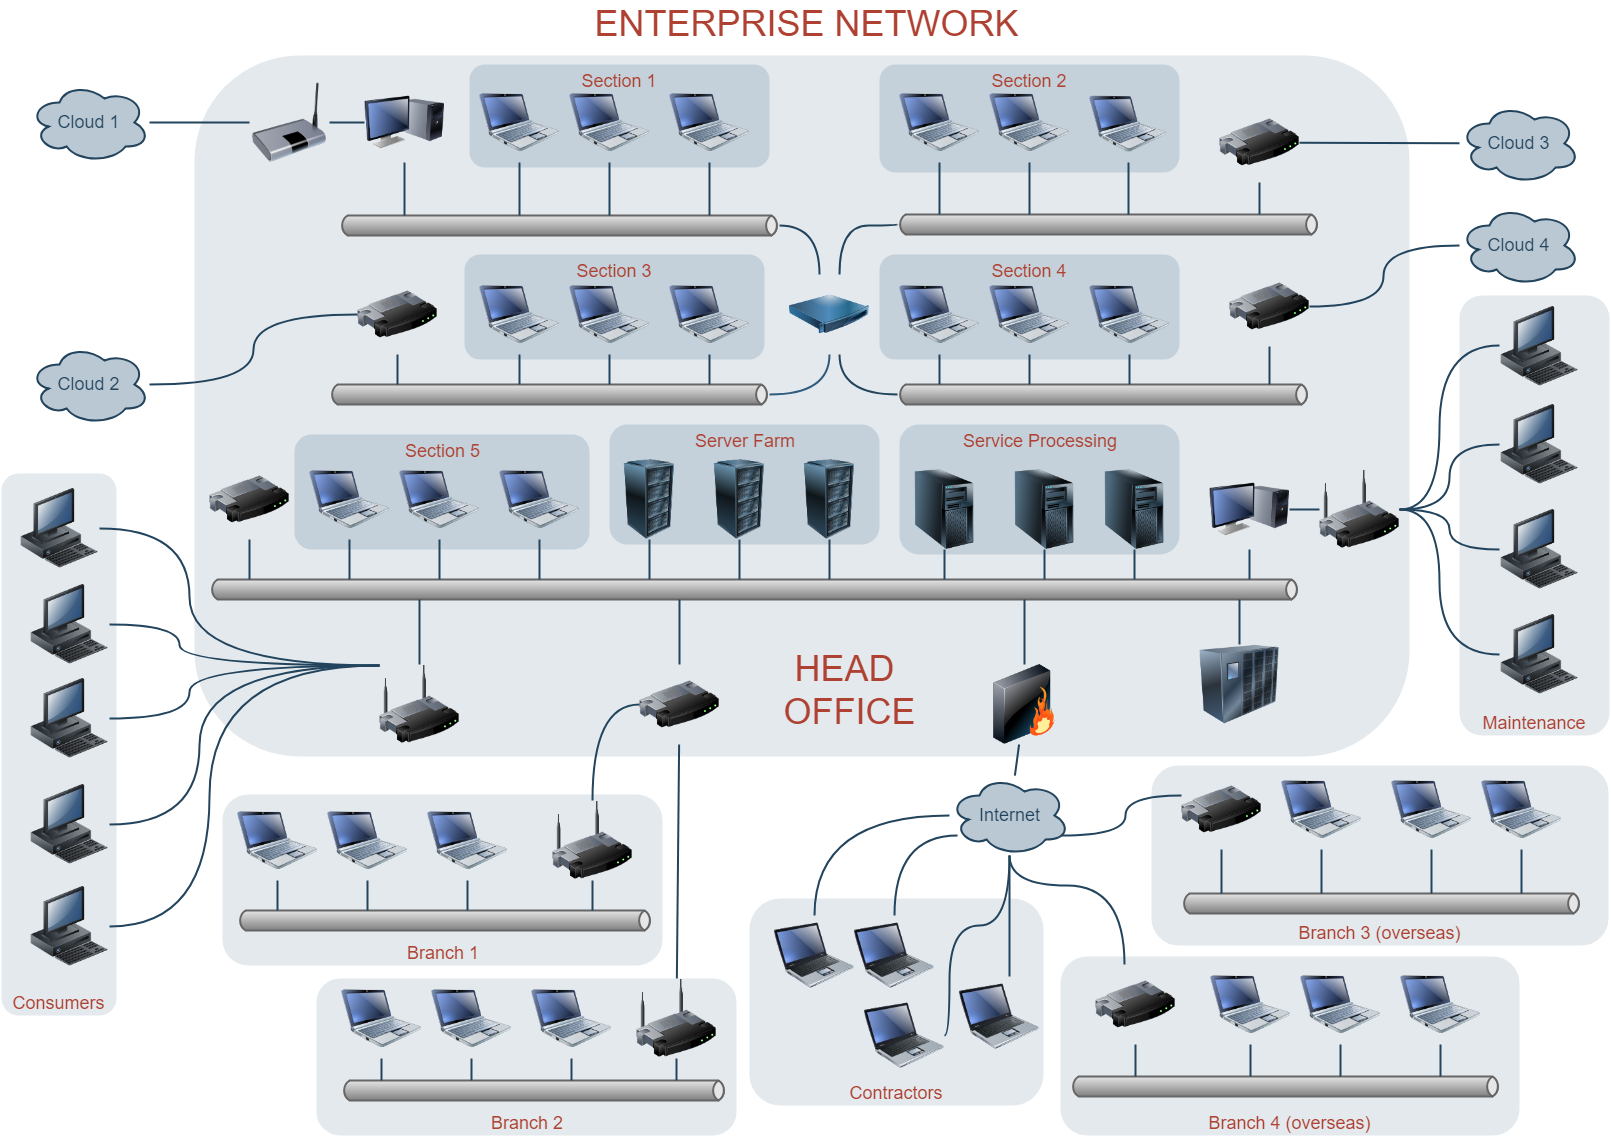 ENTERPRISE NETWORK
Section 1
Section 2
Cloud 1
Cloud 3
Cloud 4
Section 3
Section 4
Cloud 2
Section 5
Server Farm
Service Processing
HEAD
OFFICE
Maintenance
Internet
Consumers
Branch 1
Branch 3 (overseas)
Contractors
Branch 2
Branch 4 (overseas)